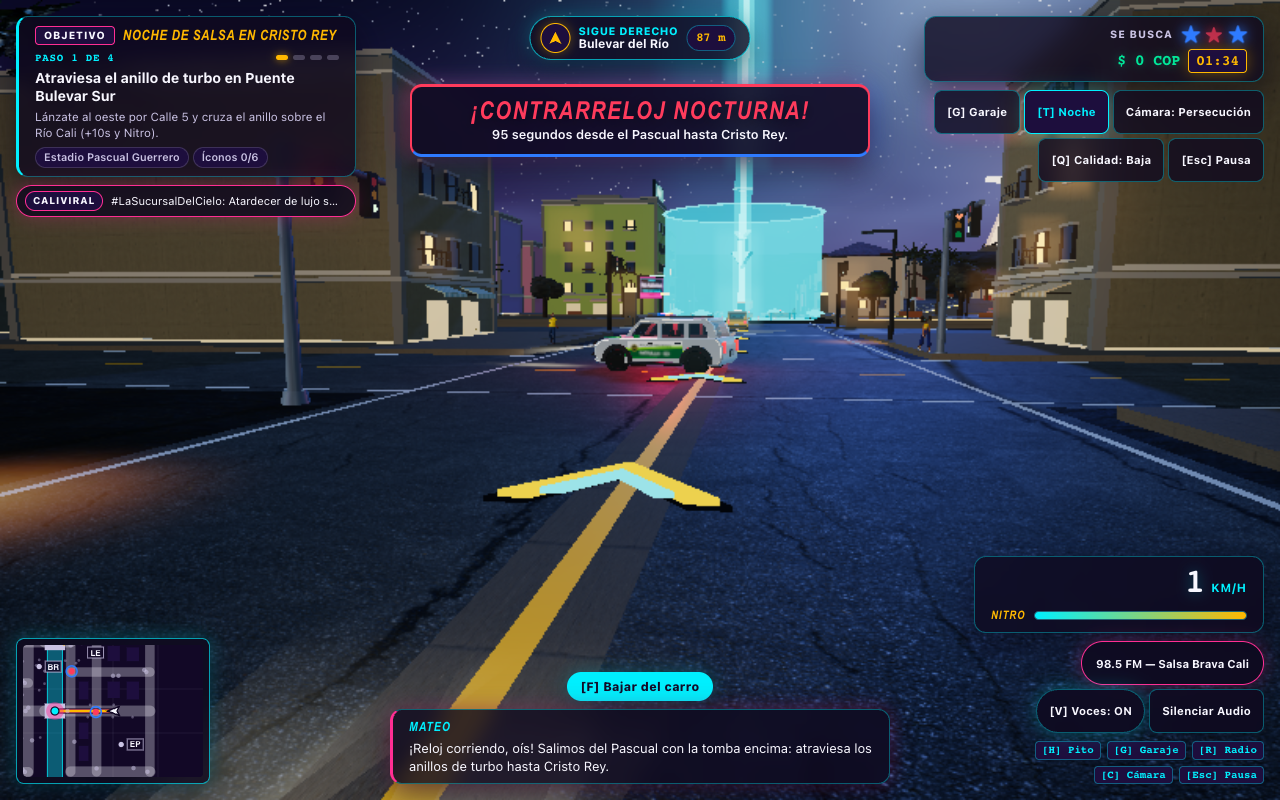 OBJETIVO NOCHE DE SALSA EN CRISTO REY
PASO 1 DE 4
Atraviesa el anillo de turbo en Puente
Bulevar Sur
Lánzate al oeste por Calle 5 y cruza el anillo sobre el
Río Cali (+10s y Nitro).
Estadio Pascual Guerrero Íconos 0/6
CALIVIRAL #LaSucursalDelCielo: Atardecer de lujo s...
SIGUE DERECHO
Bulevar del Río
87 m
¡CONTRARRELOJ NOCTURNA!
95 segundos desde el Pascual hasta Cristo Rey.
SE BUSCA
$ 0 COP 01:34
[G] Garaje [T] Noche Cámara: Persecución
[Q] Calidad: Baja [Esc] Pausa
LE
BR
EP
[F] Bajar del carro
MATEO
¡Reloj corriendo, oís! Salimos del Pascual con la tomba encima: atraviesa los
anillos de turbo hasta Cristo Rey.
1 KM/H
NITRO
98.5 FM — Salsa Brava Cali
[V] Voces: ON Silenciar Audio
[H] Pito [G] Garaje [R] Radio
[C] Cámara [Esc] Pausa